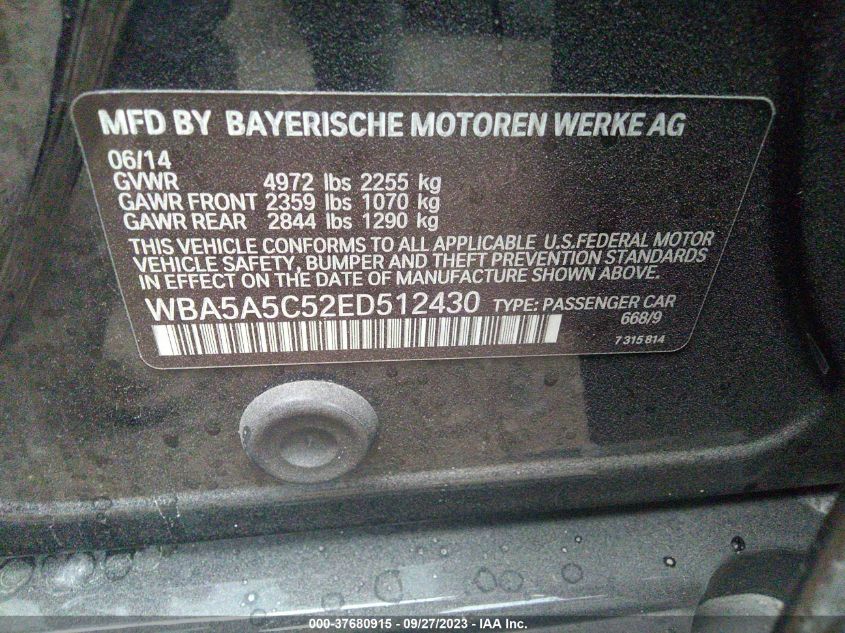 MFD BY BAYERISCHE MOTOREN WERKE AG
06/14
GVWR 4972 lbs 2255 kg
GAWR FRONT 2359 lbs 1070 kg
GAWR REAR 2844 lbs 1290 kg
THIS VEHICLE CONFORMS TO ALL APPLICABLE U.S.FEDERAL MOTOR
VEHICLE SAFETY, BUMPER AND THEFT PREVENTION STANDARDS
IN EFFECT ON THE DATE OF MANUFACTURE SHOWN ABOVE.
WBA5A5C52ED512430 TYPE: PASSENGER CAR
668/9
7 315 814
000-37680915 / 09/27/2023 - IAA Inc.